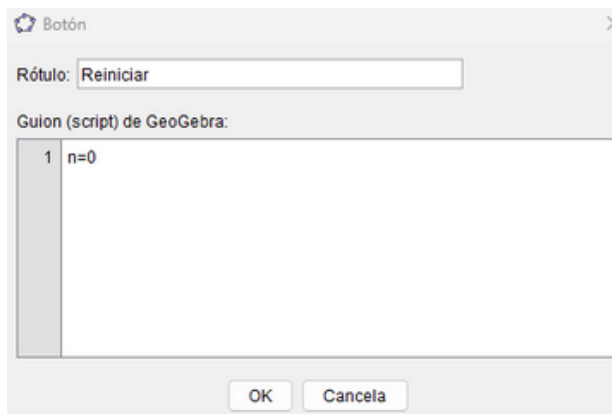 Botón
Rótulo: Reiniciar
Guion (script) de GeoGebra:
1 n=0
OK Cancela